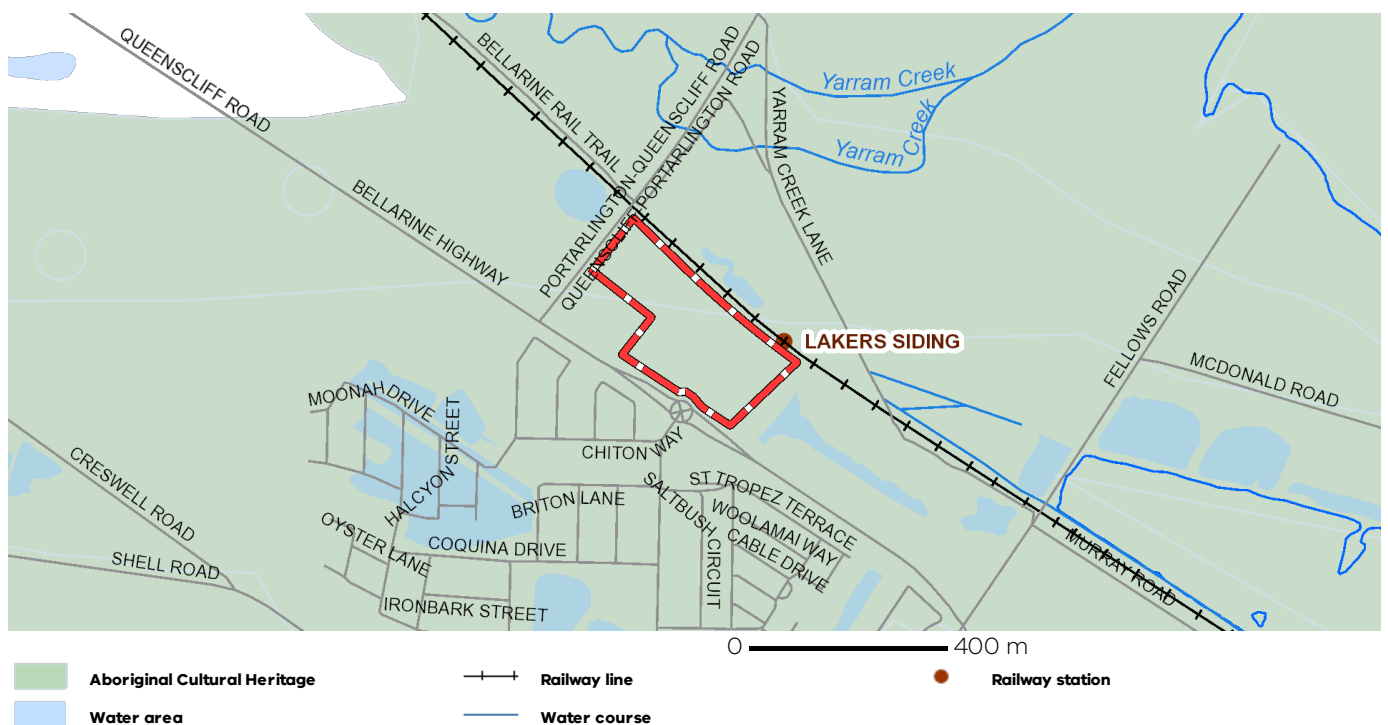 QUEENSCLIFF ROAD
BELLARINE RAIL TRAIL
PORTARLINGTON-QUEENSCLIFF ROAD
QUEENSCLIFF-PORTARLINGTON ROAD
Yarram Creek
Yarram Creek
YARRAM CREEK LANE
BELLARINE HIGHWAY
LAKERS SIDING
FELLOWS ROAD
MCDONALD ROAD
MOONAH DRIVE
HALCYON STREET
CHITON WAY
CRESWELL ROAD
SHELL ROAD
OYSTER LANE
BRITON LANE
COQUINA DRIVE
IRONBARK STREET
SALTBUSH CIRCUIT
ST TROPEZ TERRACE
WOOLAMAI WAY
CABLE DRIVE
MURRAY ROAD
0 400 m
Aboriginal Cultural Heritage
Railway line
Railway station
Water area
Water course